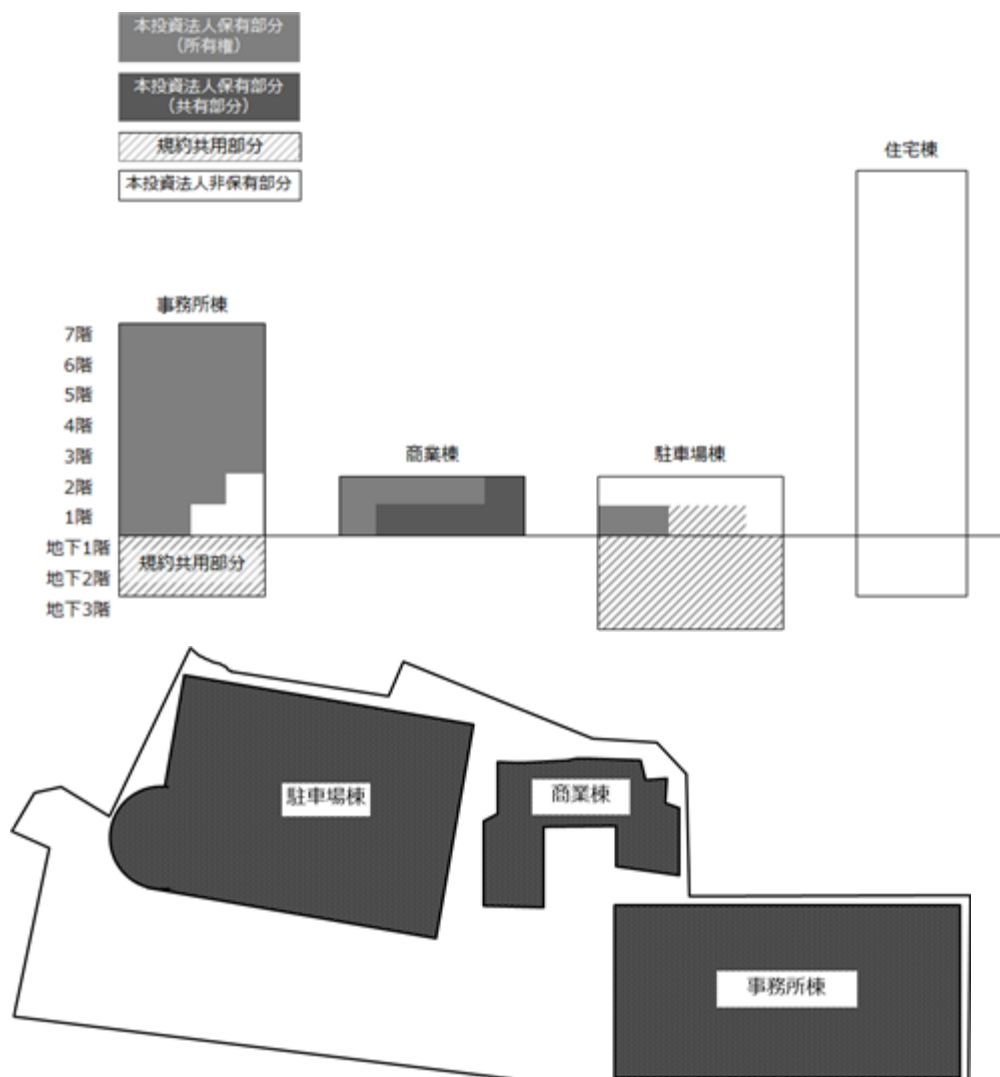 本投資法人保有部分
(所有権)
本投資法人保有部分
(共有部分)
規約共用部分
本投資法人非保有部分
住宅棟
事務所棟
7階
6階
5階
4階
3階
2階
1階
地下1階
地下2階
地下3階
規約共用部分
商業棟
駐車場棟
駐車場棟
商業棟
事務所棟